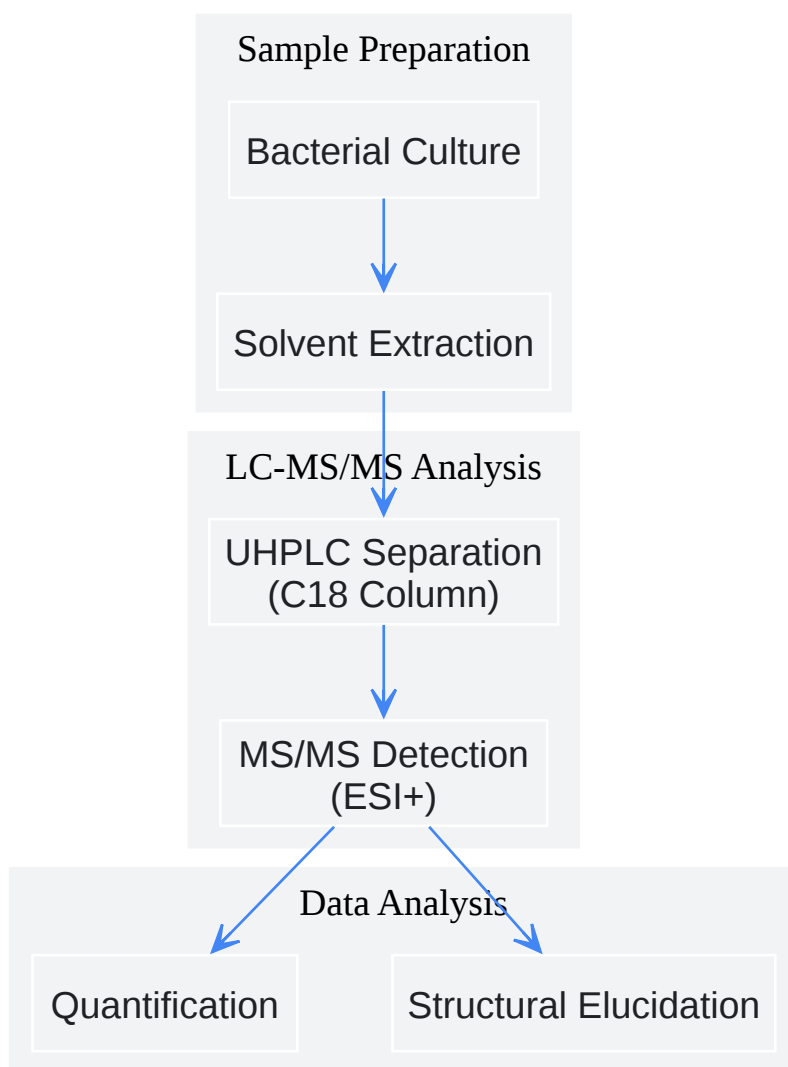 Sample Preparation
Bacterial Culture
Solvent Extraction
LC-MS/MS Analysis
UHPLC Separation
(C18 Column)
MS/MS Detection
(ESI+)
Data Analysis
Quantification
Structural Elucidation